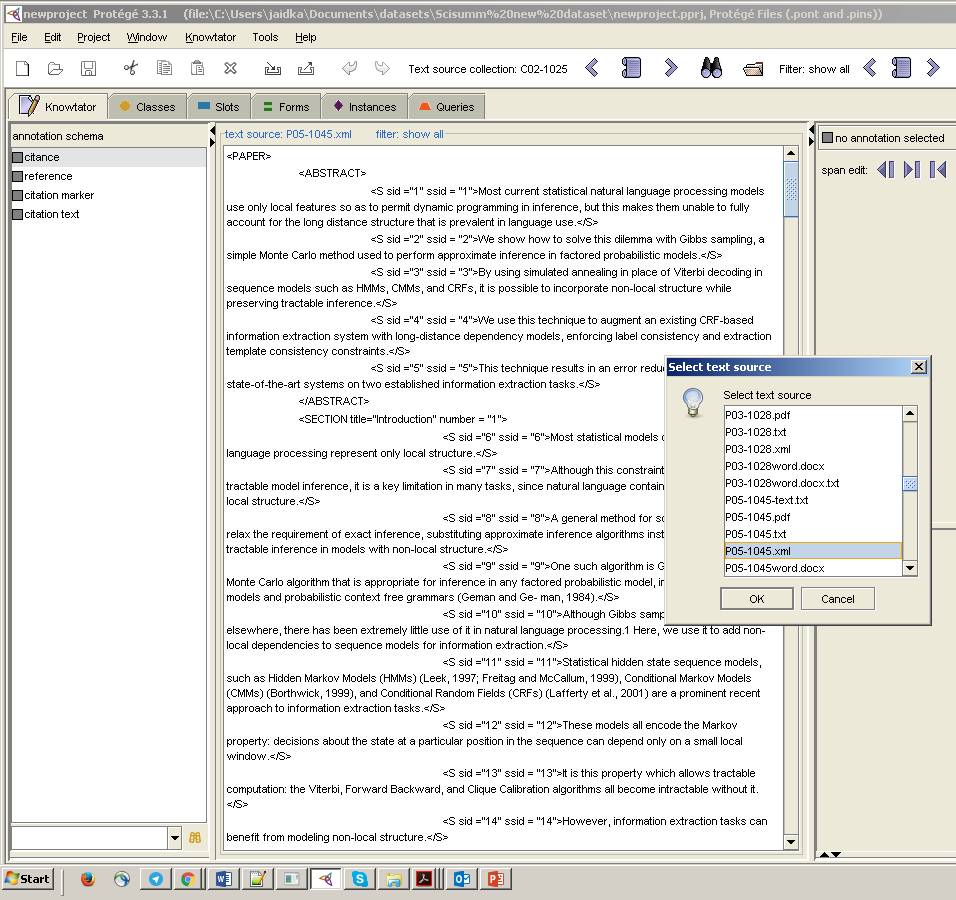 newproject  Protégé 3.3.1    (file:\C:\Users\jaidka\Documents\datasets\Scisumm%20new%20dataset\newproject.pprj, Protégé Files (.pont and .pins))
File Edit Project Window Knowtator Tools Help
Text source collection: C02-1025 Filter: show all
Knowtator Classes Slots Forms Instances Queries
annotation schema
citance
reference
citation marker
citation text
text source: P05-1045.xml filter: show all
<PAPER>
<ABSTRACT>
<S sid ="1" ssid = "1">Most current statistical natural language processing models
use only local features so as to permit dynamic programming in inference, but this makes them unable to fully
account for the long distance structure that is prevalent in language use.</S>
<S sid ="2" ssid = "2">We show how to solve this dilemma with Gibbs sampling, a
simple Monte Carlo method used to perform approximate inference in factored probabilistic models.</S>
<S sid ="3" ssid = "3">By using simulated annealing in place of Viterbi decoding in
sequence models such as HMMs, CMMs, and CRFs, it is possible to incorporate non-local structure while
preserving tractable inference.</S>
<S sid ="4" ssid = "4">We use this technique to augment an existing CRF-based
information extraction system with long-distance dependency models, enforcing label consistency and extraction
template consistency constraints.</S>
<S sid ="5" ssid = "5">This technique results in an error redu
state-of-the-art systems on two established information extraction tasks.</S>
</ABSTRACT>
<SECTION title="Introduction" number = "1">
<S sid ="6" ssid = "6">Most statistical models
language processing represent only local structure.</S>
<S sid ="7" ssid = "7">Although this constraint
tractable model inference, it is a key limitation in many tasks, since natural language contain
local structure.</S>
<S sid ="8" ssid = "8">A general method for
relax the requirement of exact inference, substituting approximate inference algorithms inst
tractable inference in models with non-local structure.</S>
<S sid ="9" ssid = "9">One such algorithm is G
Monte Carlo algorithm that is appropriate for inference in any factored probabilistic model,
models and probabilistic context free grammars (Geman and Ge- man, 1984).</S>
<S sid ="10" ssid = "10">Although Gibbs samp
elsewhere, there has been extremely little use of it in natural language processing.1 Here, we use it to add non-
local dependencies to sequence models for information extraction.</S>
<S sid ="11" ssid = "11">Statistical hidden state sequence models,
such as Hidden Markov Models (HMMs) (Leek, 1997; Freitag and McCallum, 1999), Conditional Markov Models
(CMMs) (Borthwick, 1999), and Conditional Random Fields (CRFs) (Lafferty et al., 2001) are a prominent recent
approach to information extraction tasks.</S>
<S sid ="12" ssid = "12">These models all encode the Markov
property: decisions about the state at a particular position in the sequence can depend only on a small local
window.</S>
<S sid ="13" ssid = "13">It is this property which allows tractable
computation: the Viterbi, Forward Backward, and Clique Calibration algorithms all become intractable without it.
</S>
<S sid ="14" ssid = "14">However, information extraction tasks can
benefit from modeling non-local structure.</S>
no annotation selected
span edit:
Select text source
Select text source
P03-1028.pdf
P03-1028.txt
P03-1028.xml
P03-1028word.docx
P03-1028word.docx.txt
P05-1045-text.txt
P05-1045.pdf
P05-1045.txt
P05-1045.xml
P05-1045word.docx
OK Cancel
Start